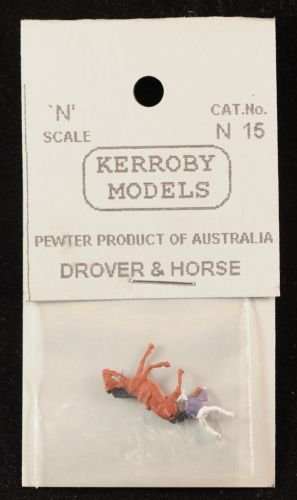 'N'
SCALE
CAT.No.
N 15
KERROBY
MODELS
PEWTER PRODUCT OF AUSTRALIA
DROVER & HORSE